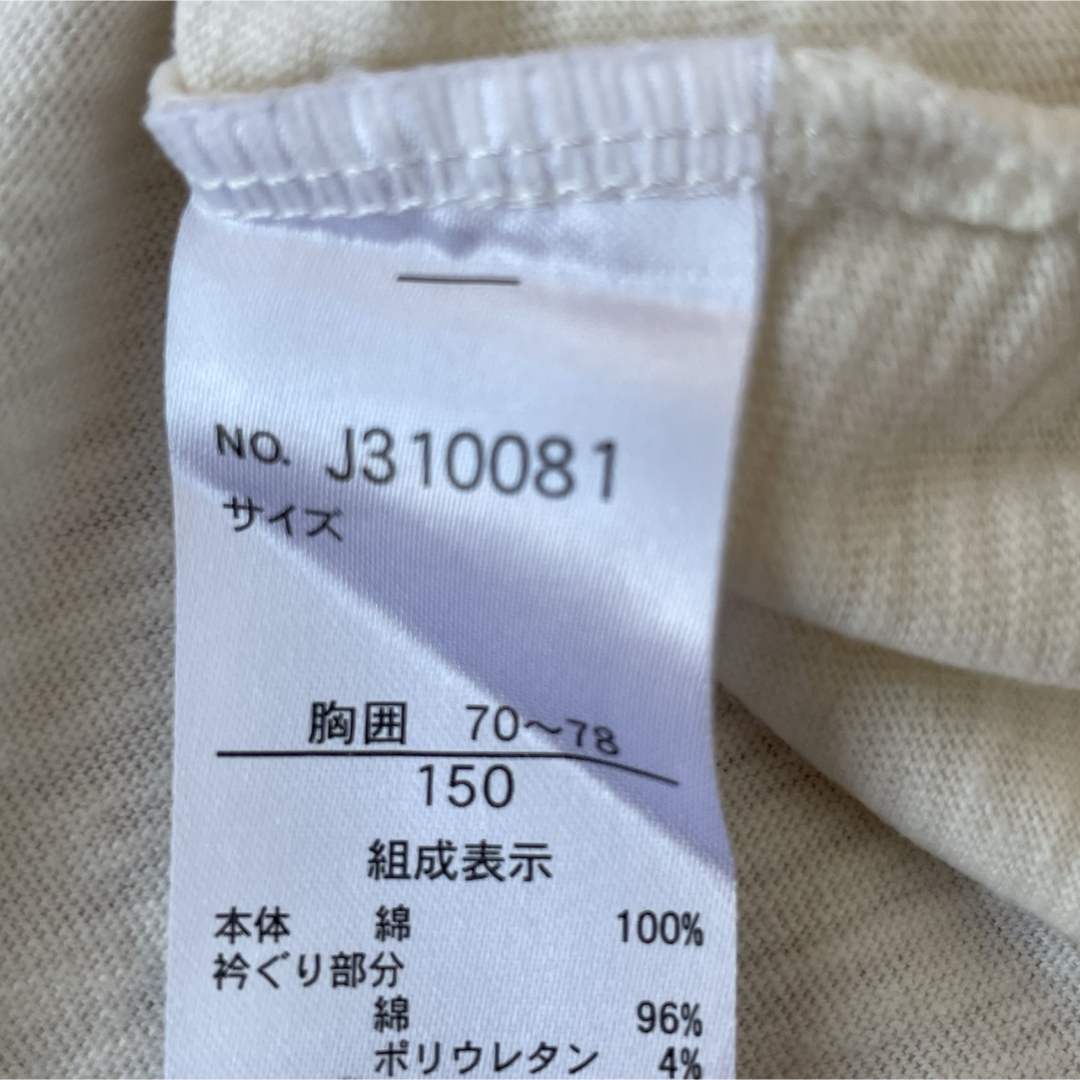 NO. J310081
サイズ
胸囲 70～78
150
組成表示
本体 綿 100%
衿ぐり部分
綿 96%
ポリウレタン 4%